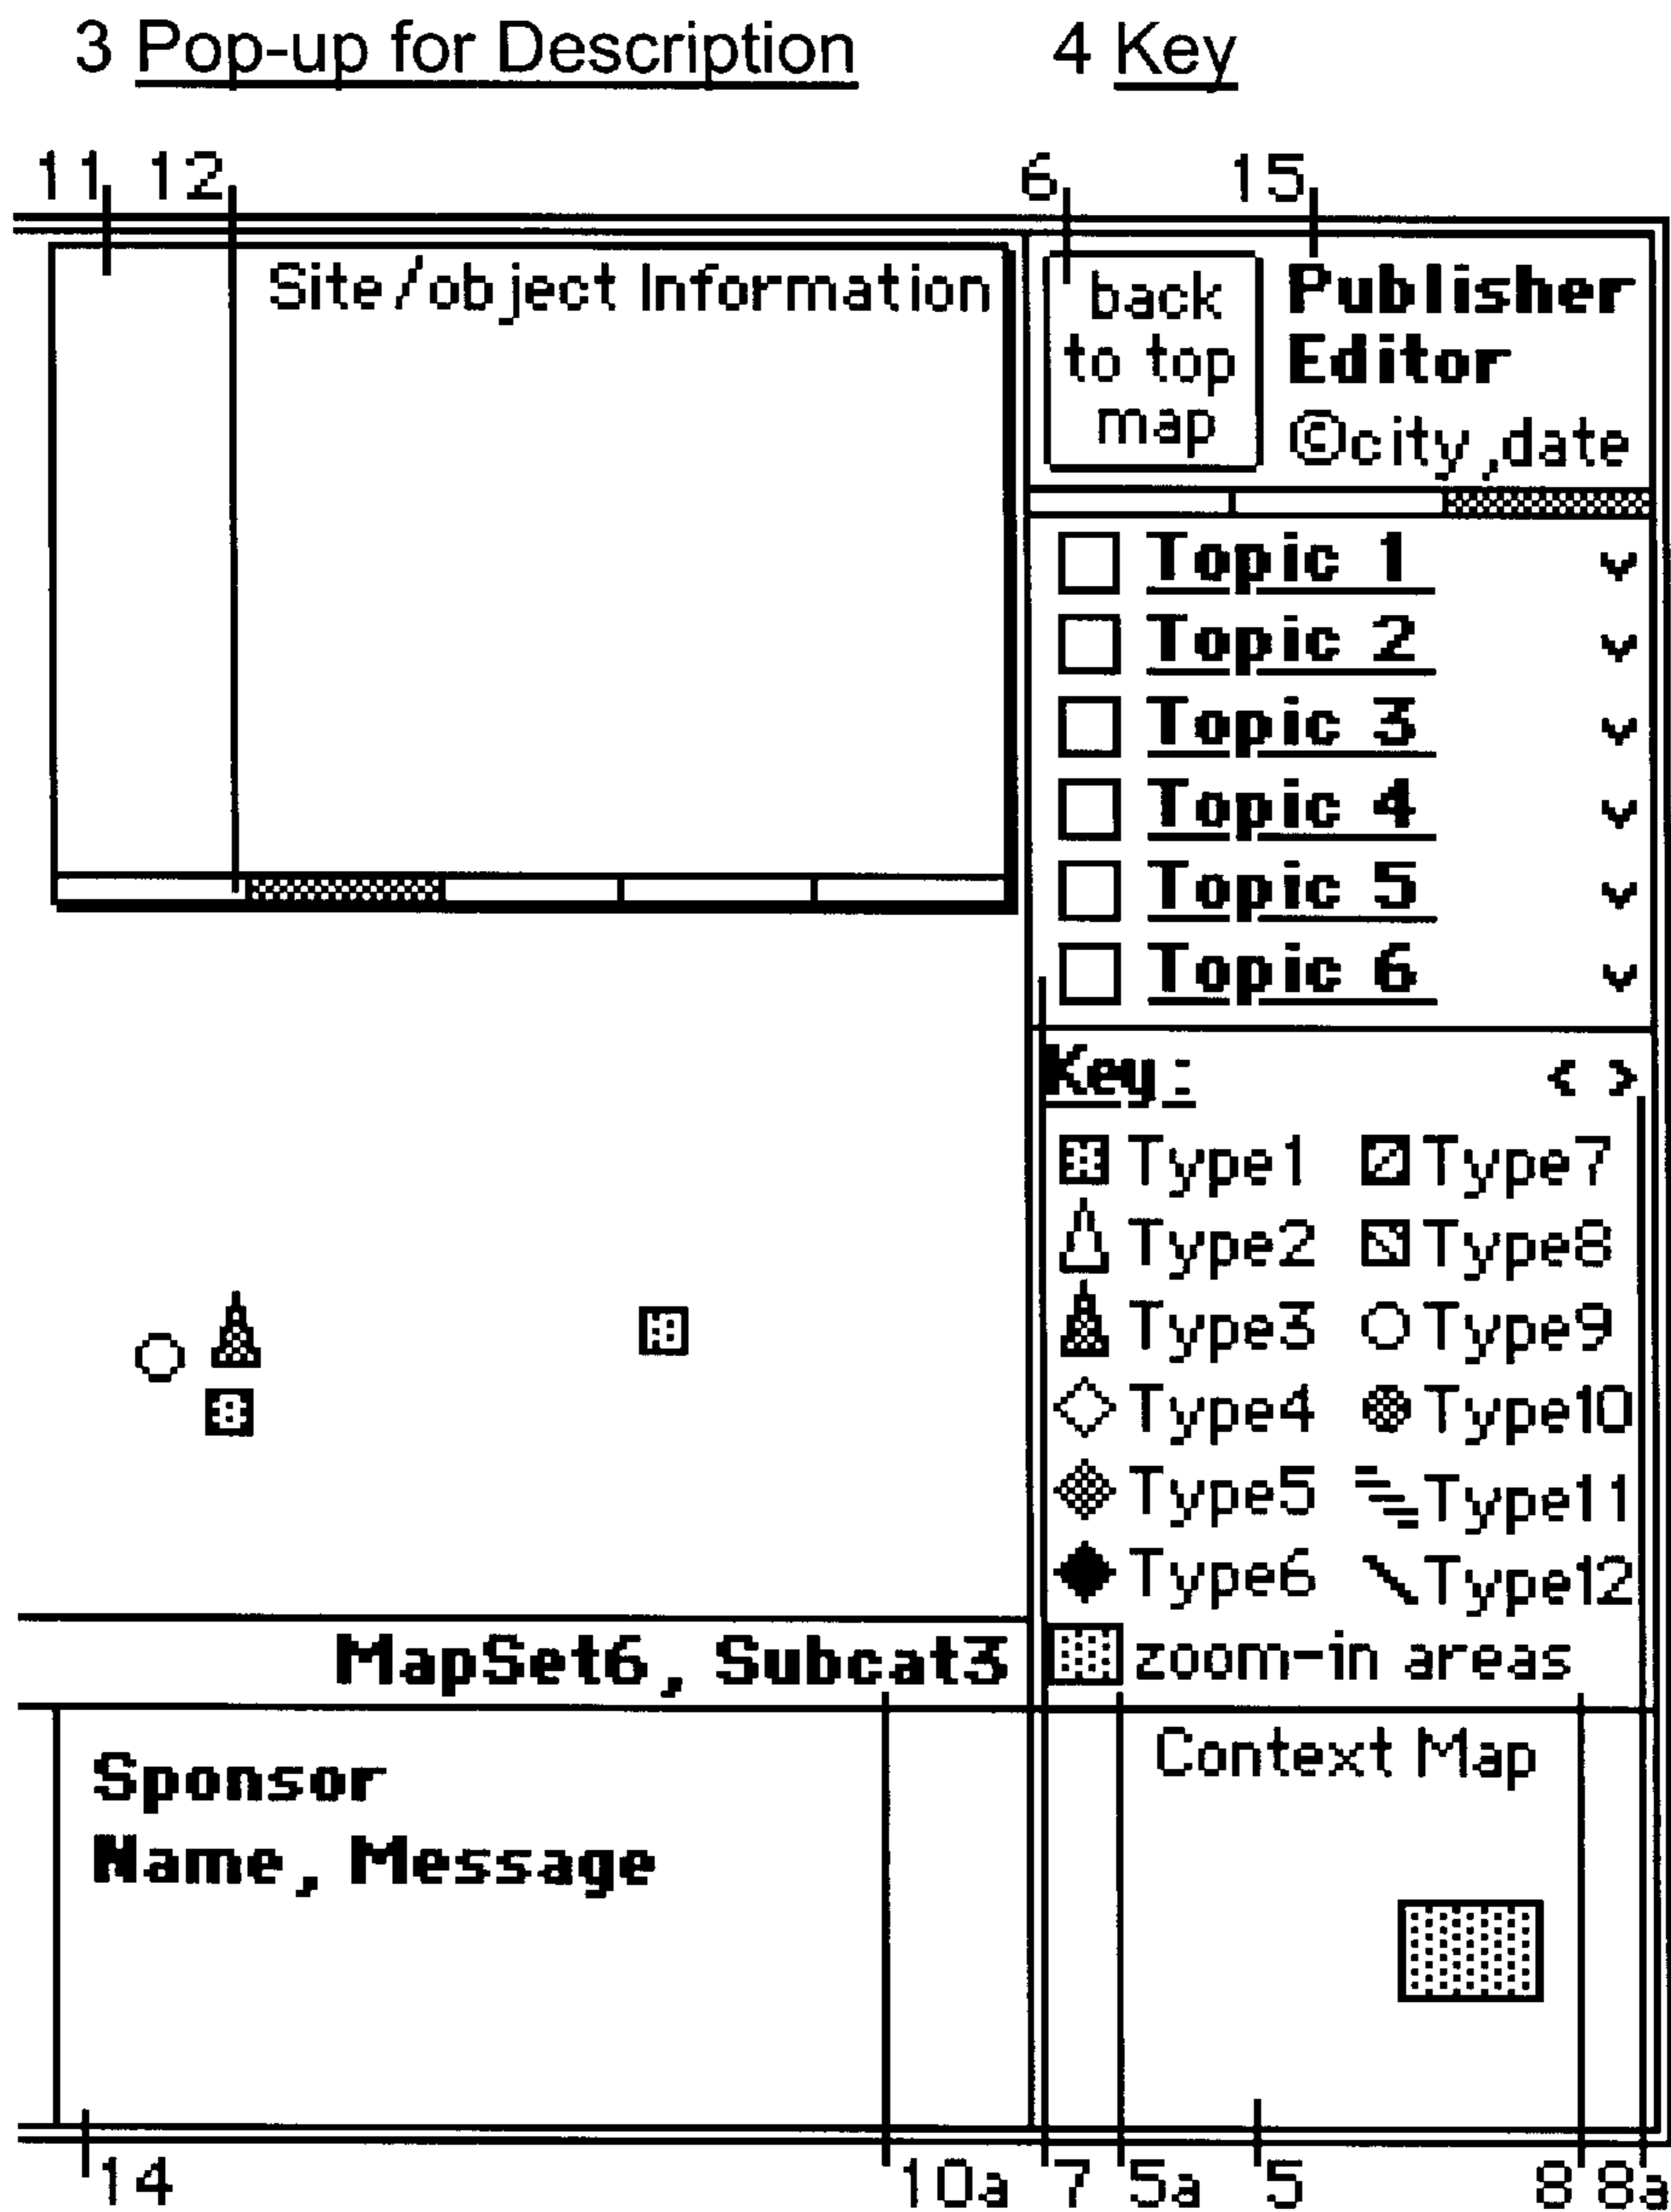 3 Pop-up for Description
4 Key
11 12
6 15
Site/object Information
back
to top
map
Publisher
Editor
©city,date
Topic 1 v
Topic 2 v
Topic 3 v
Topic 4 v
Topic 5 v
Topic 6 v
Key: < >
Type1 Type7
Type2 Type8
Type3 Type9
Type4 Type10
Type5 Type11
Type6 Type12
zoom-in areas
MapSet6, Subcat3
Sponsor
Name, Message
Context Map
14 10a 7 5a 5 8 8a